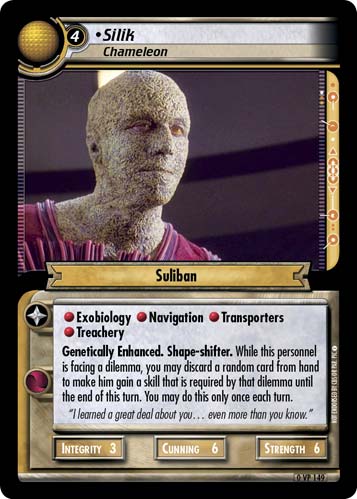 4
•Silik
Chameleon
Suliban
Exobiology Navigation Transporters
Treachery
Genetically Enhanced. Shape-shifter. While this personnel
is facing a dilemma, you may discard a random card from
hand to make him gain a skill that is required by that dilemma until
the end of this turn. You may do this only once each turn.
"I learned a great deal about you… even more than you know."
INTEGRITY 3 CUNNING 6 STRENGTH 6
0 VP 149